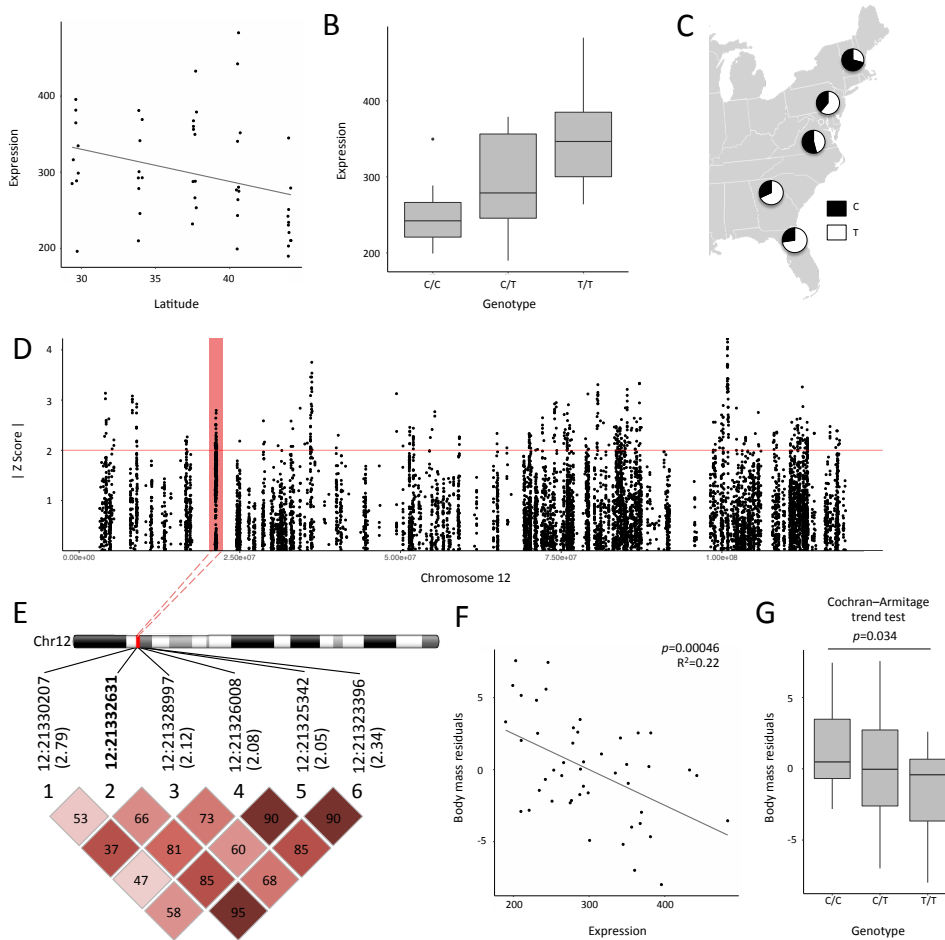 400
300
200
30
35
40
Expression
Latitude
B
400
300
200
Expression
C/C
C/T
T/T
Genotype
C
C
T
D
4
3
2
1
| Z Score |
0.00e+00
2.50e+07
5.00e+07
7.50e+07
1.00e+08
Chromosome 12
E
Chr12
12:21330207
(2.79)
12:21332631
12:21328997
(2.12)
12:21326008
(2.08)
12:21325342
(2.05)
12:21323396
(2.34)
1 2 3 4 5 6
53 66 73 90 90
37 81 60 85
47 85 68
58 95
F
p=0.00046
R²=0.22
5
0
-5
Body mass residuals
200
300
400
Expression
G
Cochran–Armitage
trend test
p=0.034
5
0
-5
Body mass residuals
C/C
C/T
T/T
Genotype